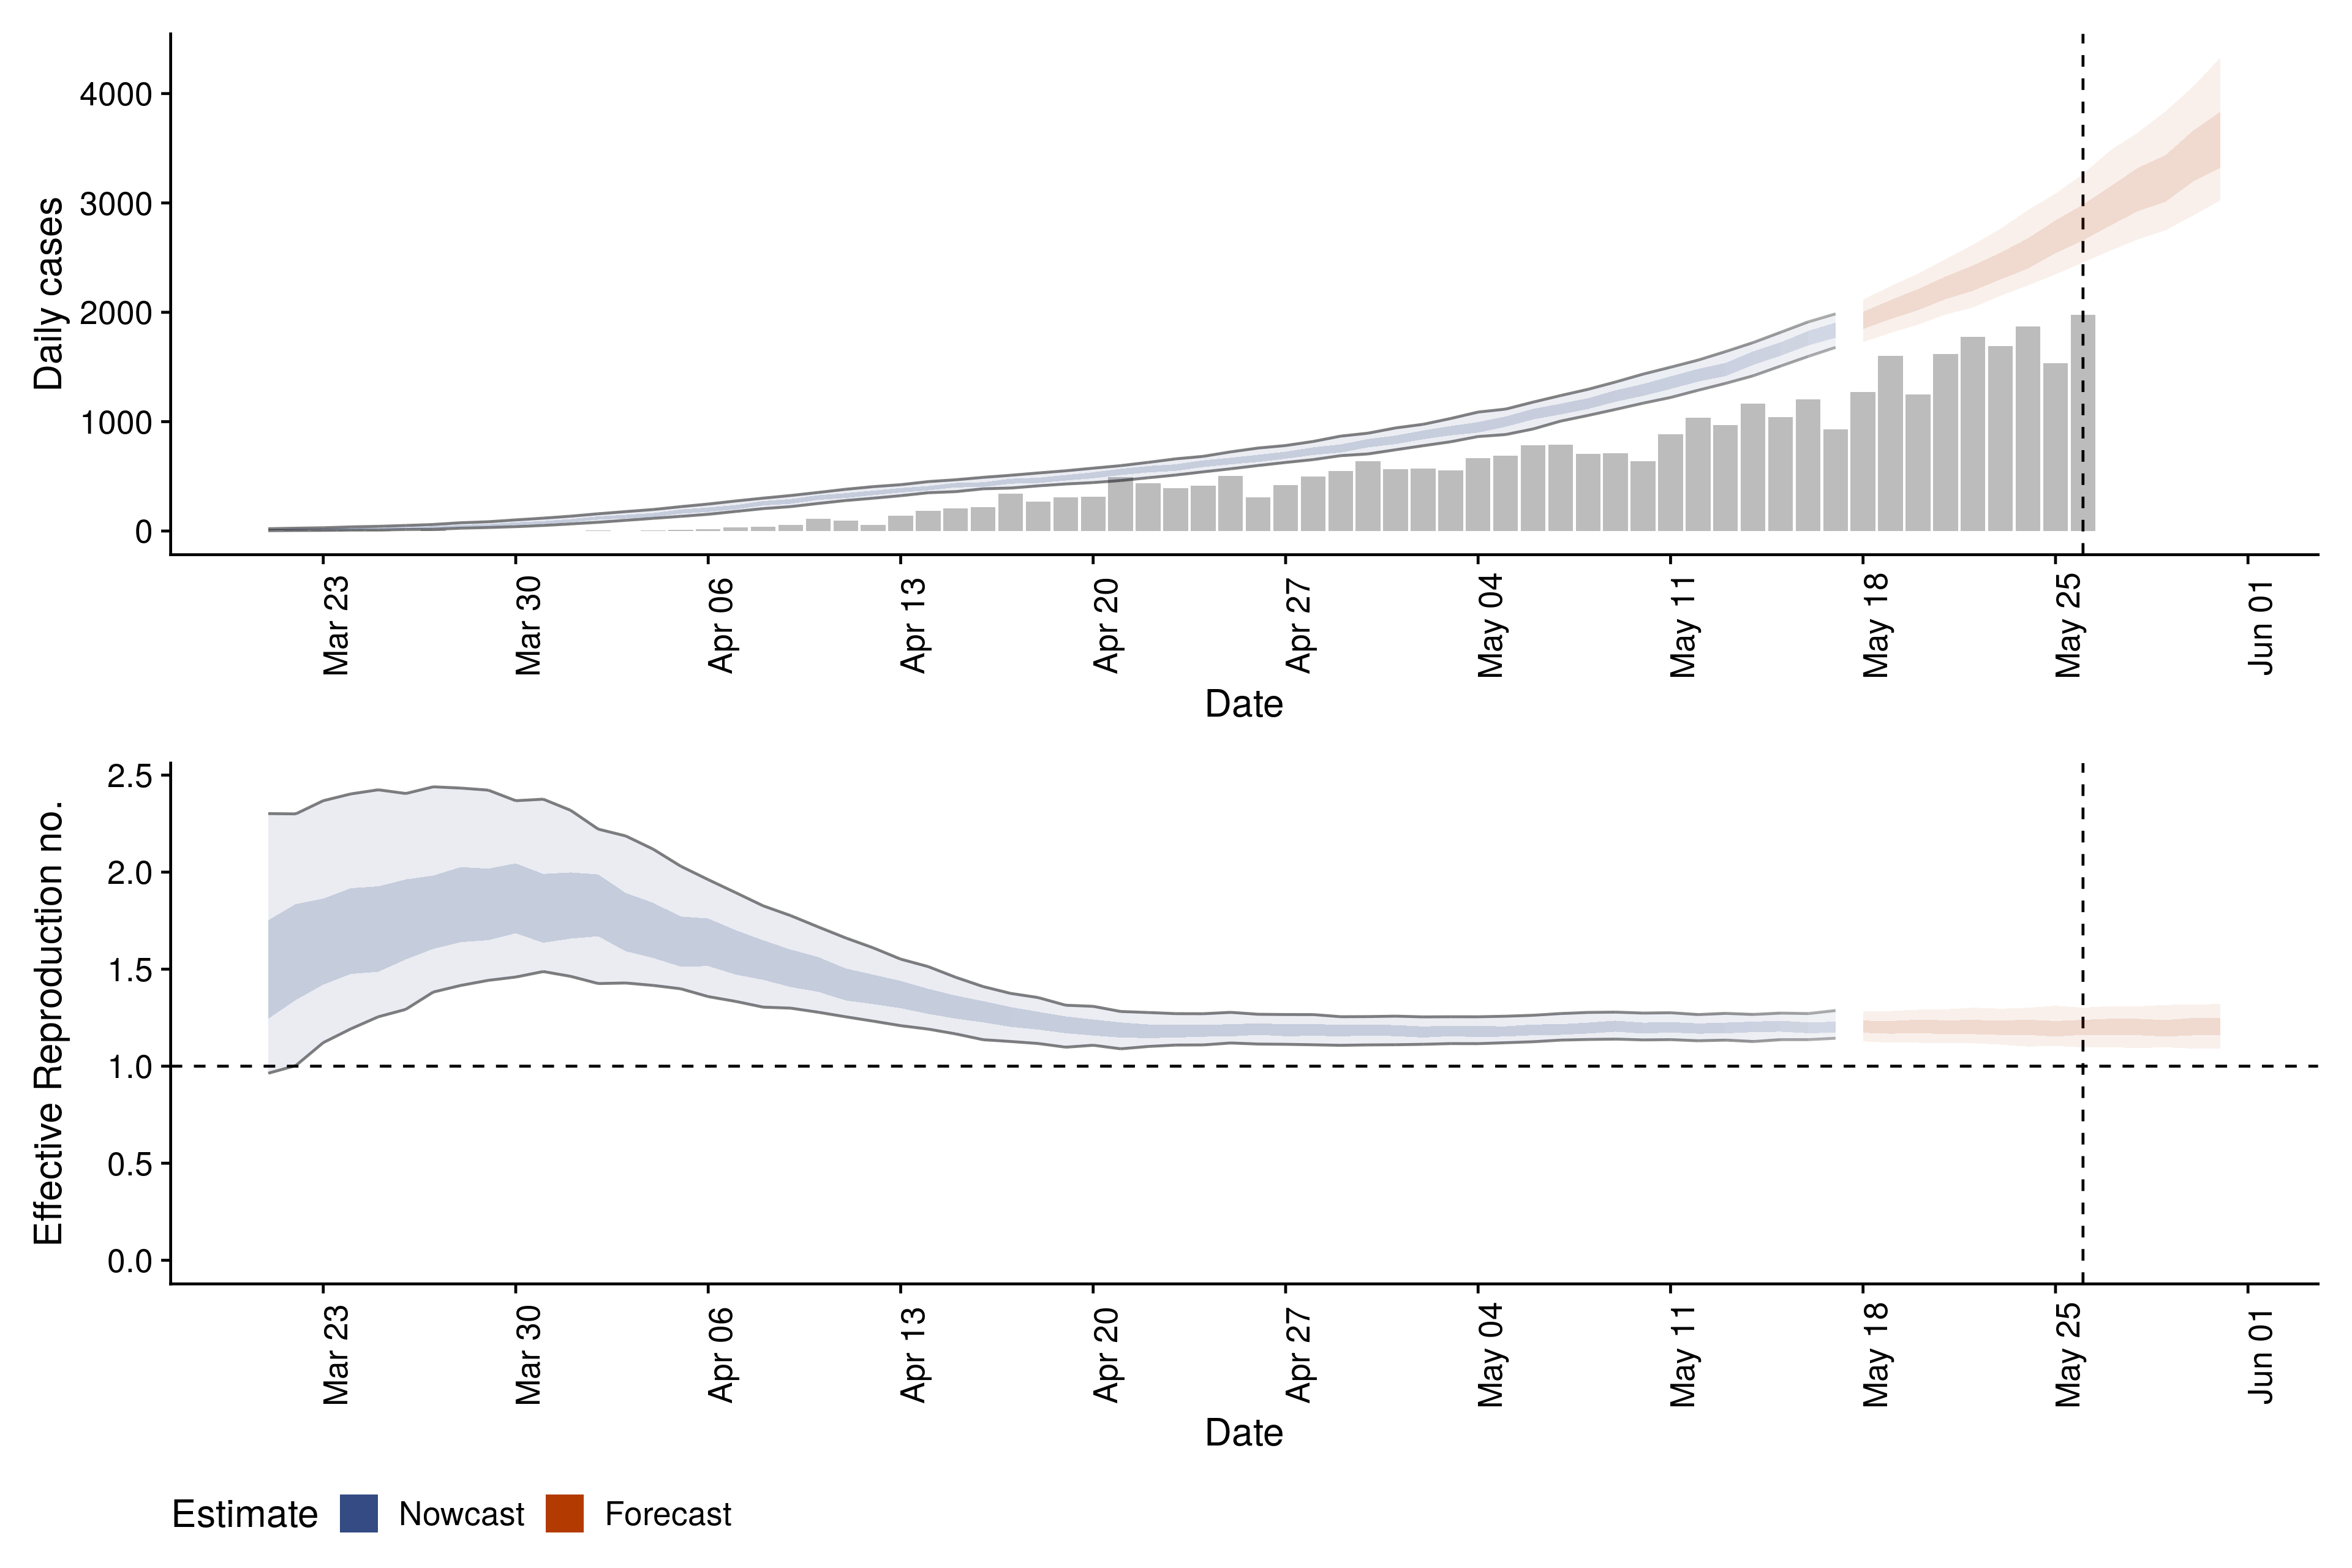 Daily cases
4000
3000
2000
1000
0
Mar 23
Mar 30
Apr 06
Apr 13
Apr 20
Apr 27
May 04
May 11
May 18
May 25
Jun 01
Date
Effective Reproduction no.
2.5
2.0
1.5
1.0
0.5
0.0
Mar 23
Mar 30
Apr 06
Apr 13
Apr 20
Apr 27
May 04
May 11
May 18
May 25
Jun 01
Date
Estimate Nowcast Forecast